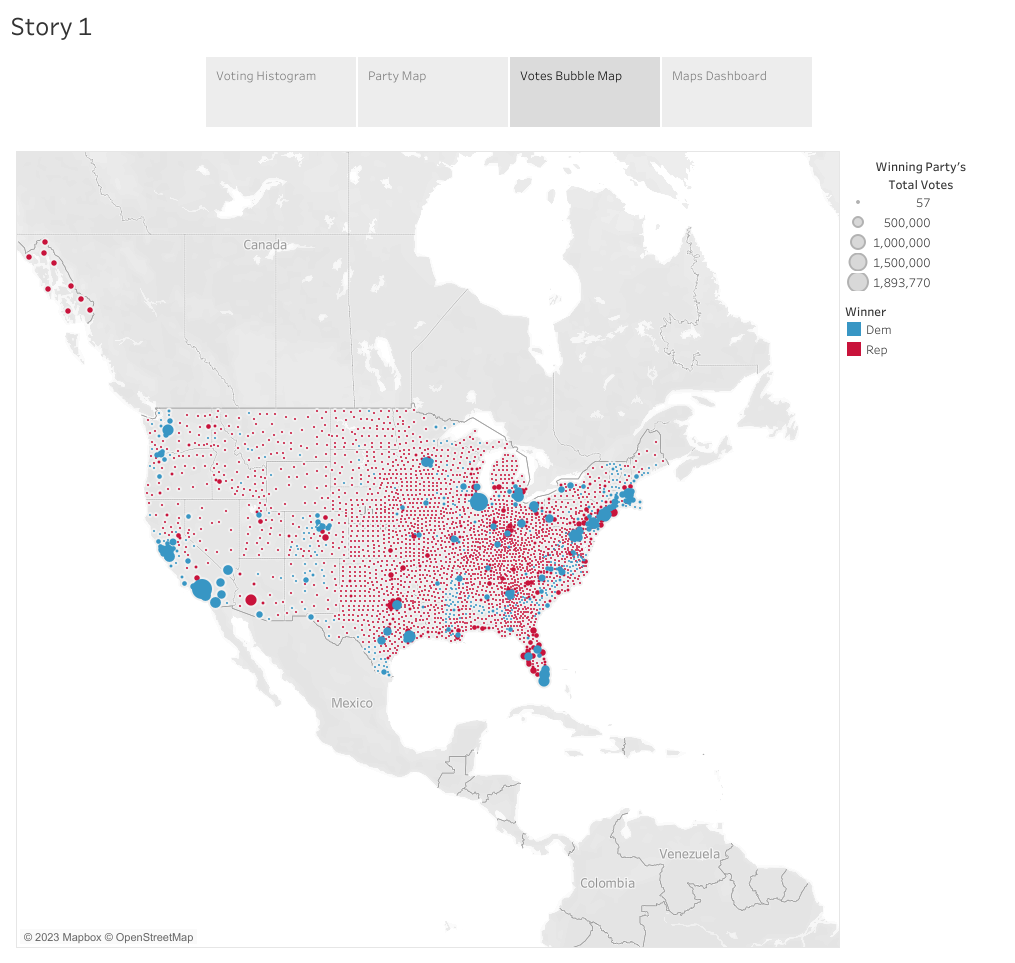 Story 1
Voting Histogram
Party Map
Votes Bubble Map
Maps Dashboard
Winning Party's
Total Votes
57
500,000
1,000,000
1,500,000
1,893,770
Winner
Dem
Rep
Canada
Mexico
Venezuela
Colombia
© 2023 Mapbox © OpenStreetMap